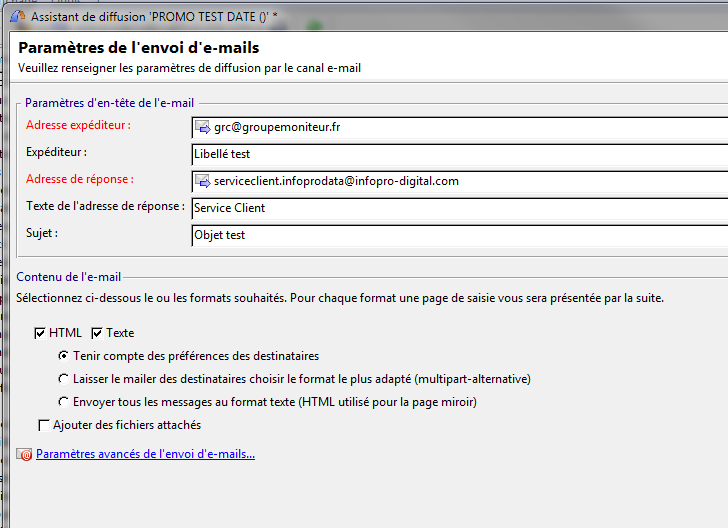 Assistant de diffusion 'PROMO TEST DATE ()' *
Paramètres de l'envoi d'e-mails
Veuillez renseigner les paramètres de diffusion par le canal e-mail
Paramètres d'en-tête de l'e-mail
Adresse expéditeur : grc@groupemoniteur.fr
Expéditeur : Libellé test
Adresse de réponse : serviceclient.infoprodata@infopro-digital.com
Texte de l'adresse de réponse : Service Client
Sujet : Objet test
Contenu de l'e-mail
Sélectionnez ci-dessous le ou les formats souhaités. Pour chaque format une page de saisie vous sera présentée par la suite.
HTML Texte
Tenir compte des préférences des destinataires
Laisser le mailer des destinataires choisir le format le plus adapté (multipart-alternative)
Envoyer tous les messages au format texte (HTML utilisé pour la page miroir)
Ajouter des fichiers attachés
Paramètres avancés de l'envoi d'e-mails...